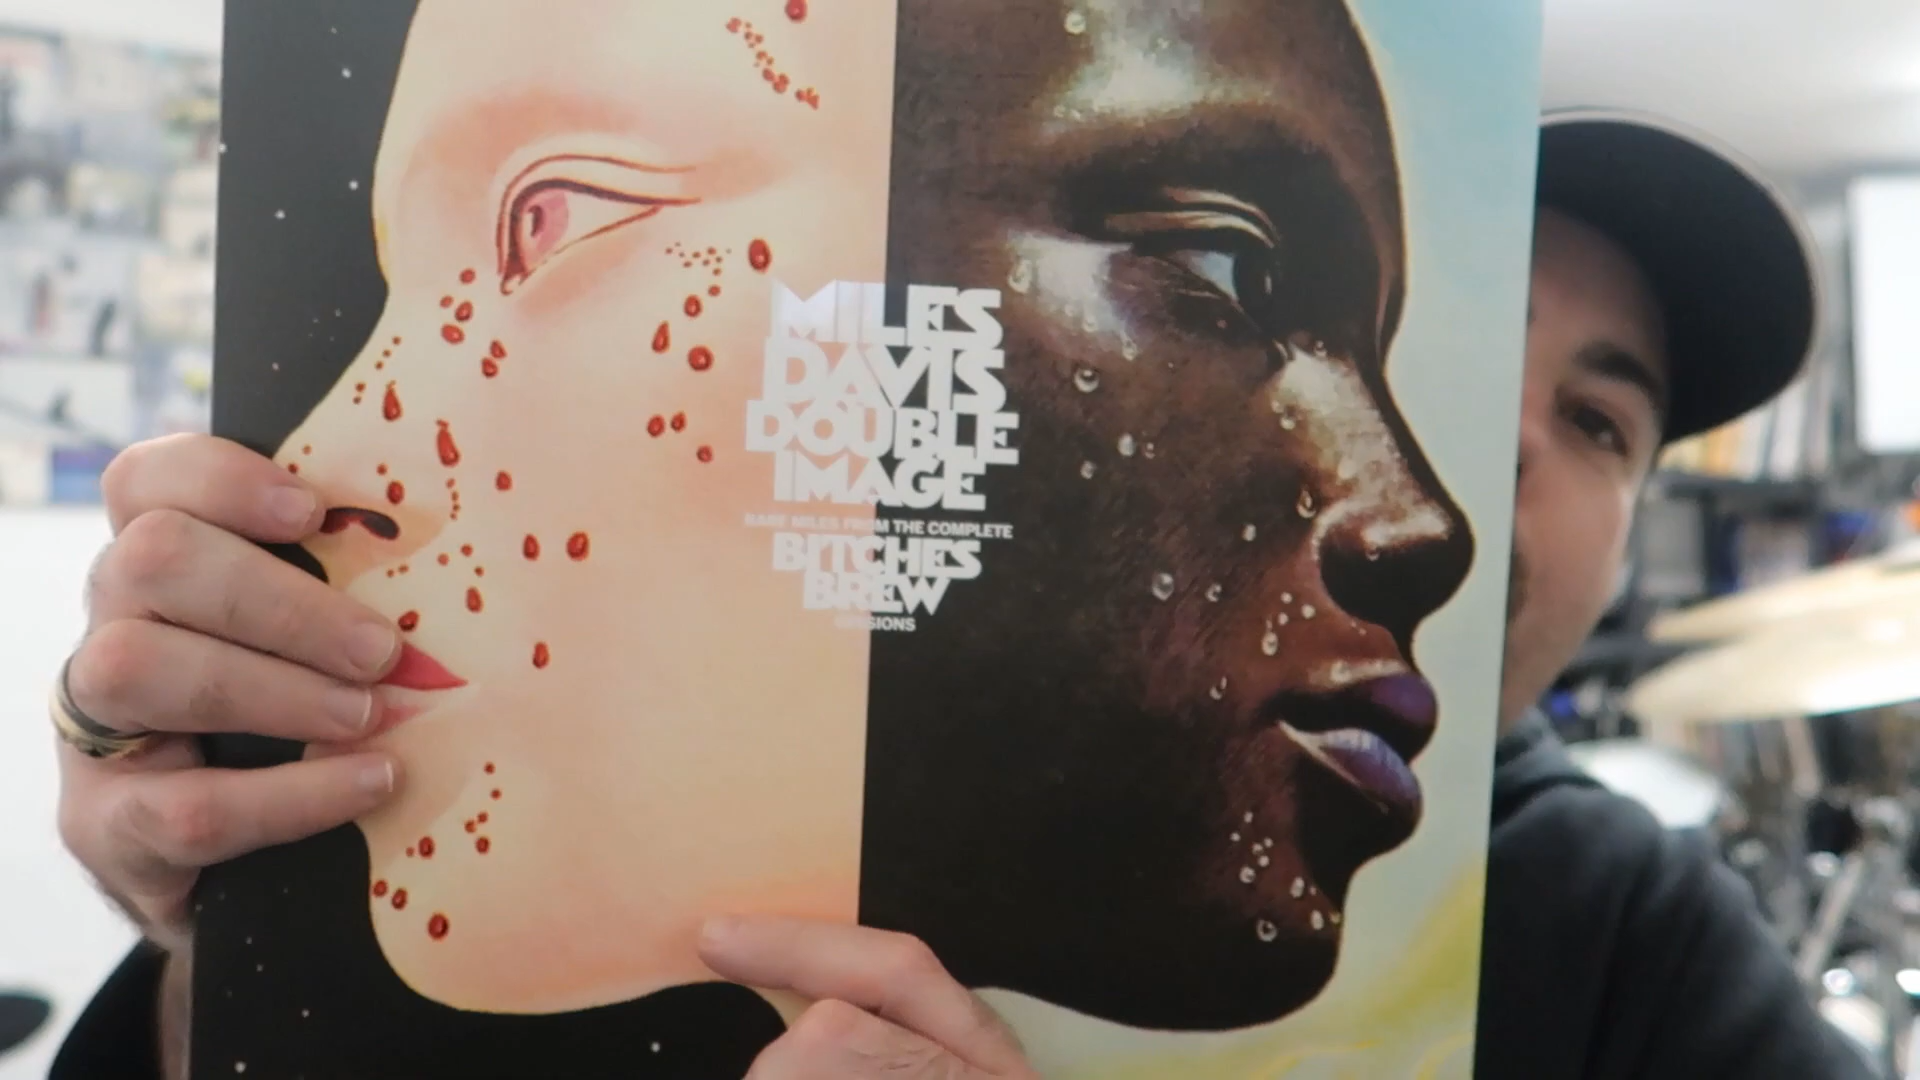 MILES
DAVIS
DOUBLE
IMAGE
RARE MILES FROM THE COMPLETE
BITCHES
BREW
SESSIONS